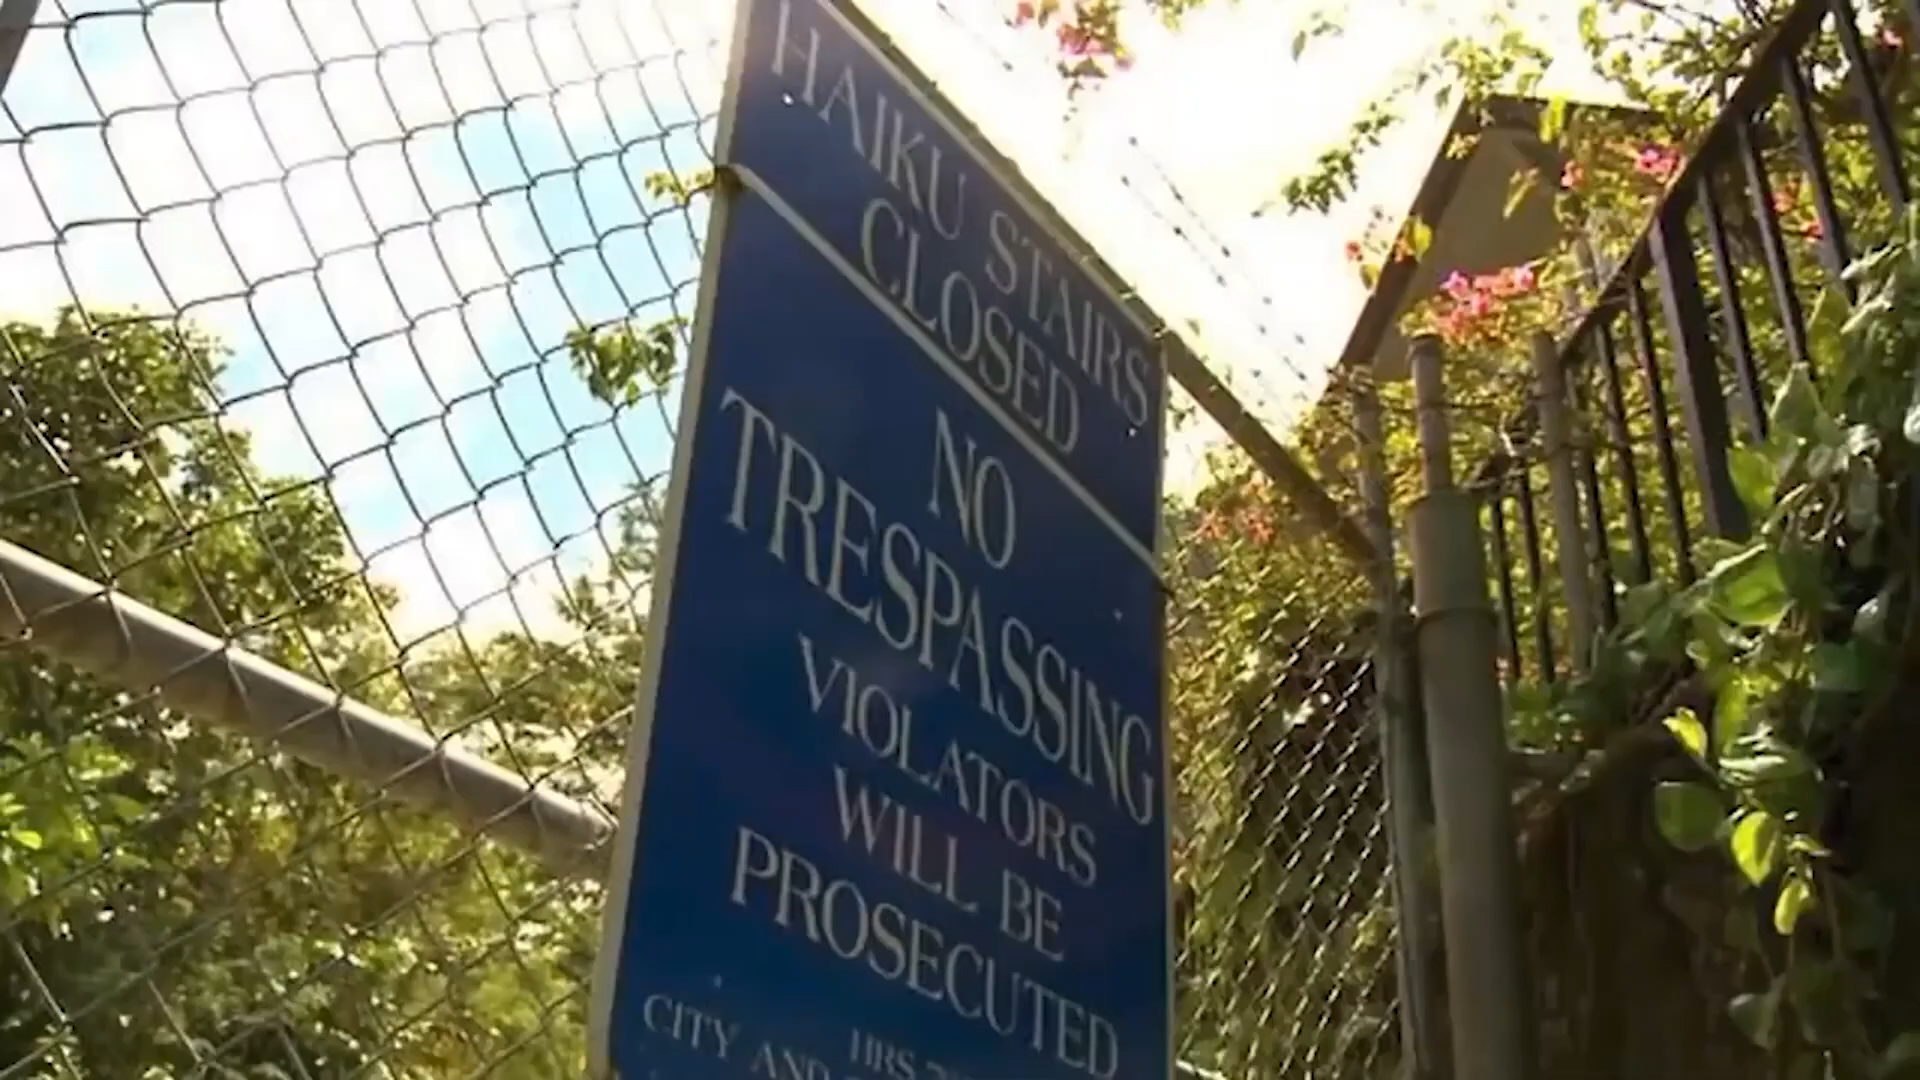 HAIKU STAIRS
CLOSED
NO
TRESPASSING
VIOLATORS
WILL BE
PROSECUTED
HRS
CITY AND